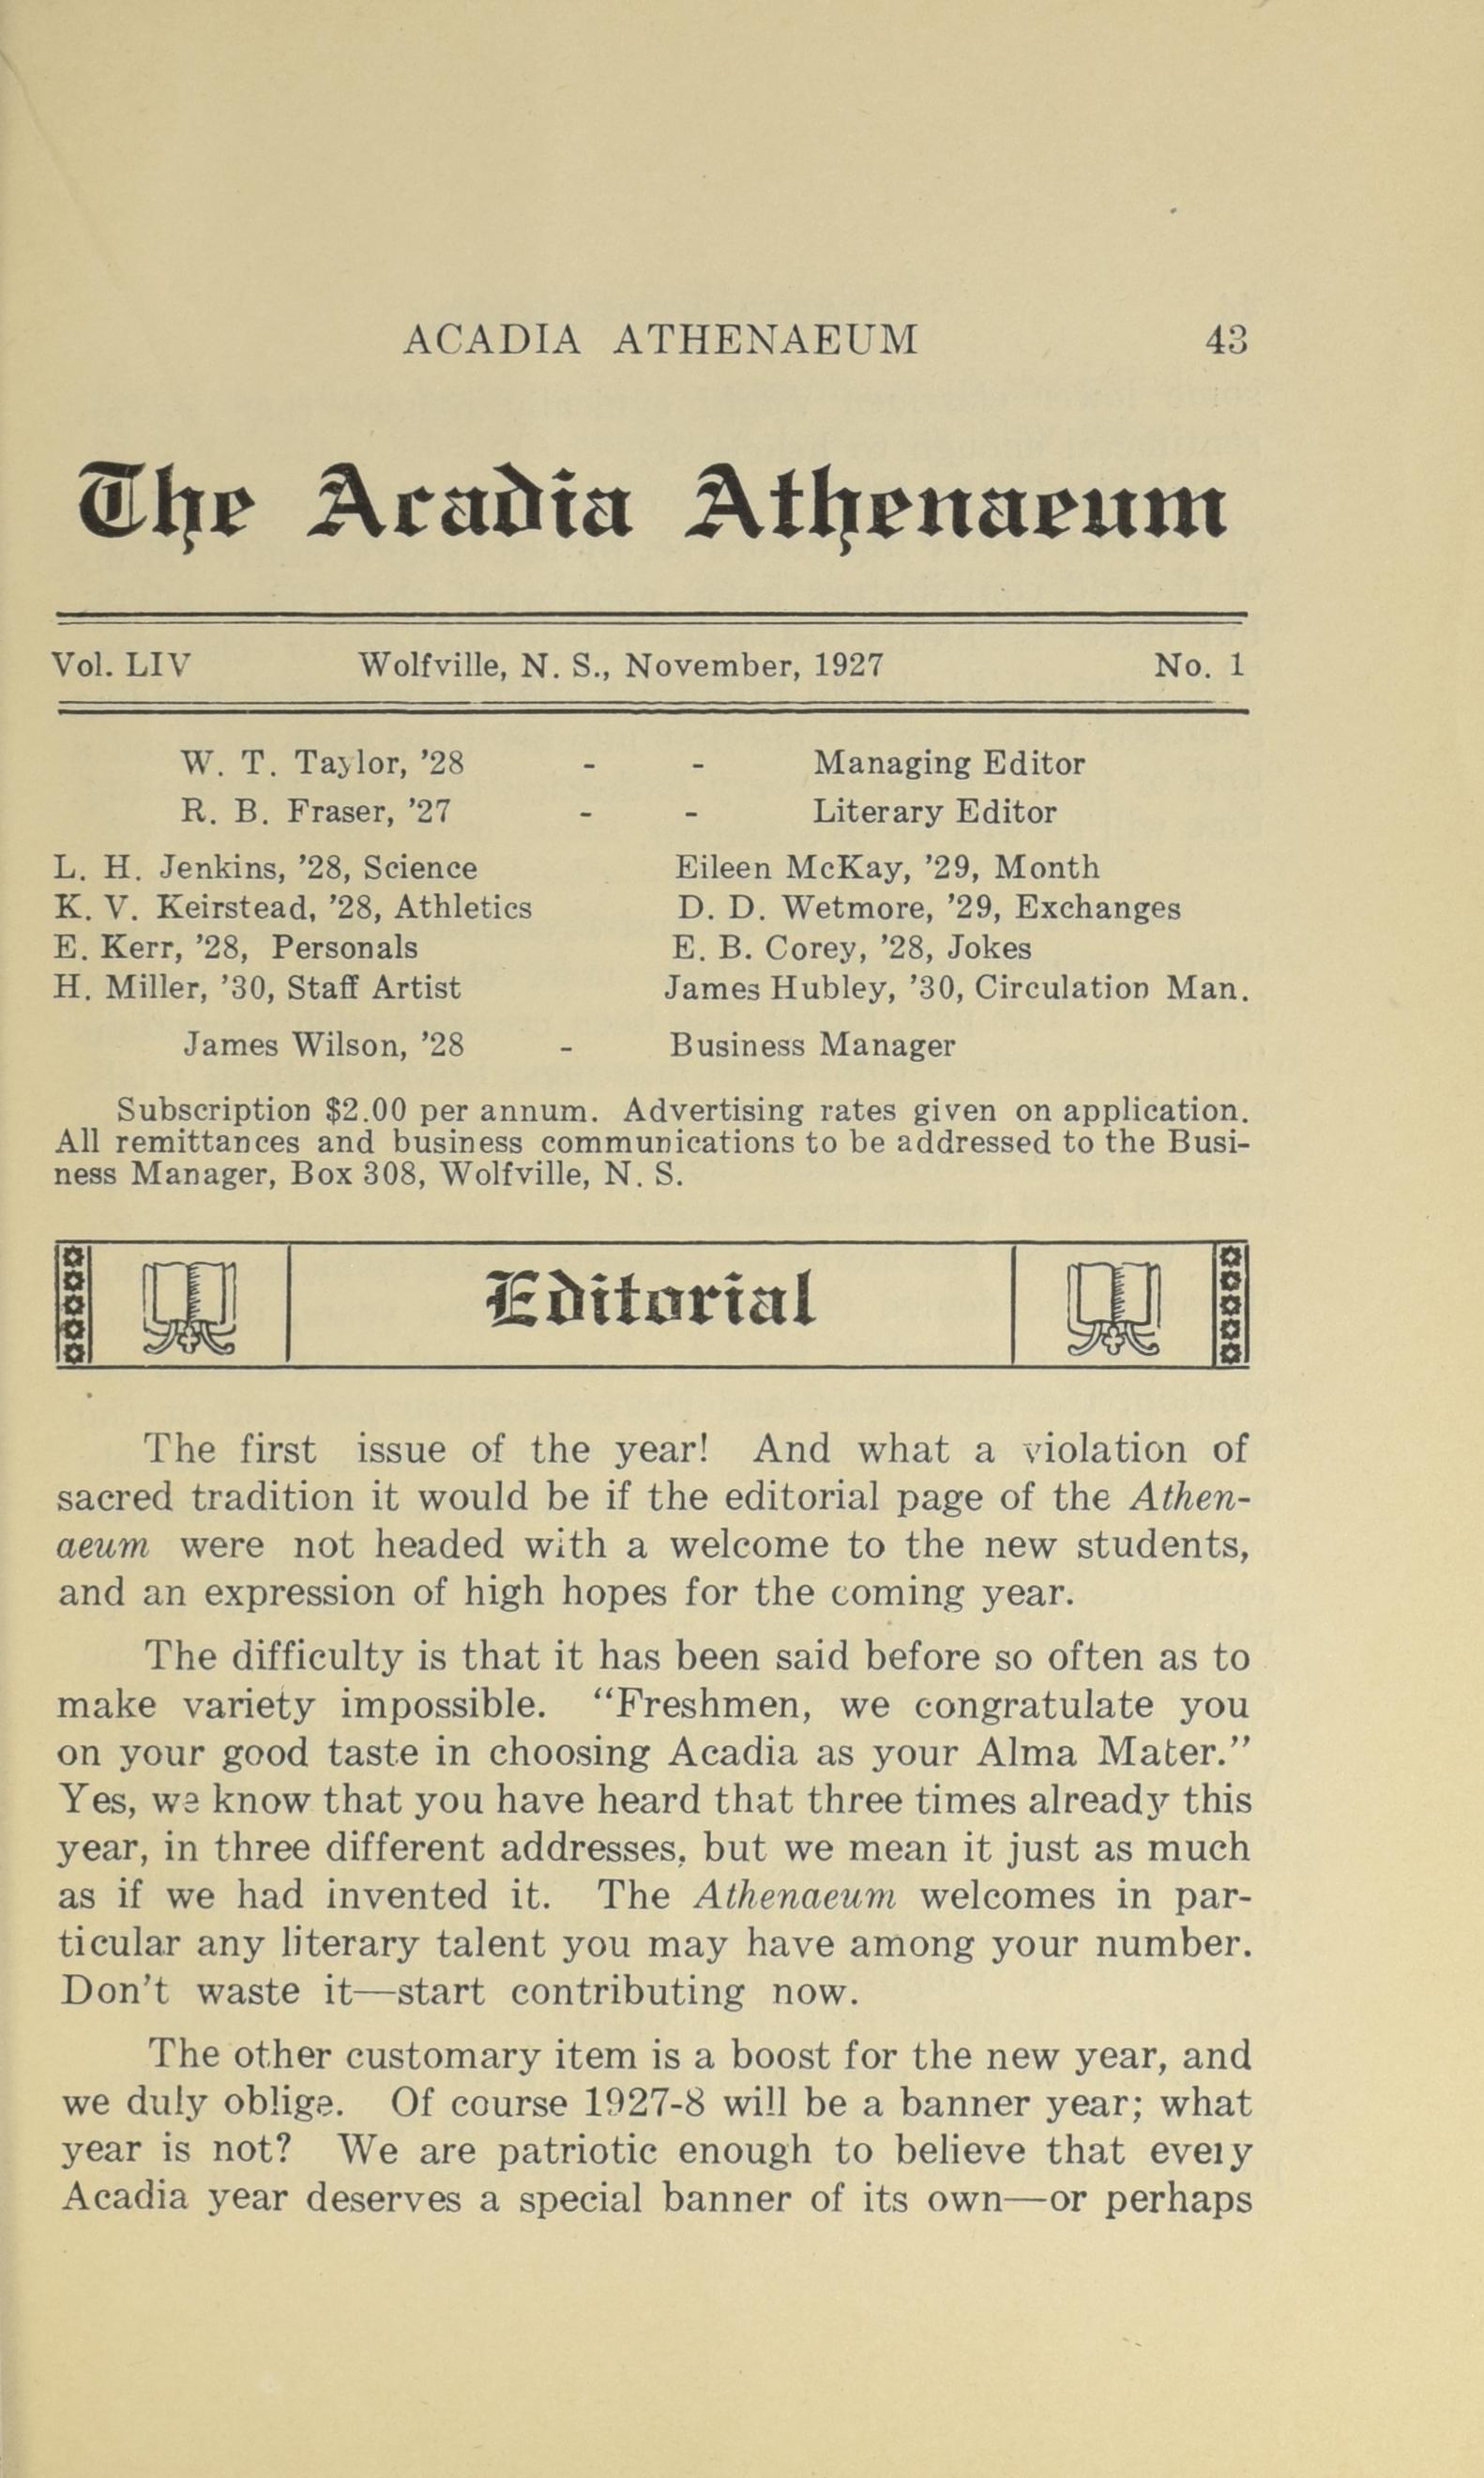 ACADIA ATHENAEUM 43
The Acadia Athenaeum
Vol. LIV Wolfville, N. S., November, 1927 No. 1
W. T. Taylor, ’28 - - Managing Editor
R. B. Fraser, ’27 - - Literary Editor
L. H. Jenkins, ’28, Science Eileen McKay, ’29, Month
K. V. Keirstead, ’28, Athletics D. D. Wetmore, ’29, Exchanges
E. Kerr, ’28, Personals E. B. Corey, ’28, Jokes
H. Miller, ’30, Staff Artist James Hubley, ’30, Circulation Man.
James Wilson, ’28 - Business Manager
Subscription $2.00 per annum. Advertising rates given on application.
All remittances and business communications to be addressed to the Busi-
ness Manager, Box 308, Wolfville, N. S.
Editorial
The first issue of the year! And what a violation of
sacred tradition it would be if the editorial page of the Athen-
aeum were not headed with a welcome to the new students,
and an expression of high hopes for the coming year.
The difficulty is that it has been said before so often as to
make variety impossible. “Freshmen, we congratulate you
on your good taste in choosing Acadia as your Alma Mater.”
Yes, we know that you have heard that three times already this
year, in three different addresses, but we mean it just as much
as if we had invented it. The Athenaeum welcomes in par-
ticular any literary talent you may have among your number.
Don’t waste it—start contributing now.
The other customary item is a boost for the new year, and
we duly oblige. Of course 1927-8 will be a banner year; what
year is not? We are patriotic enough to believe that every
Acadia year deserves a special banner of its own—or perhaps